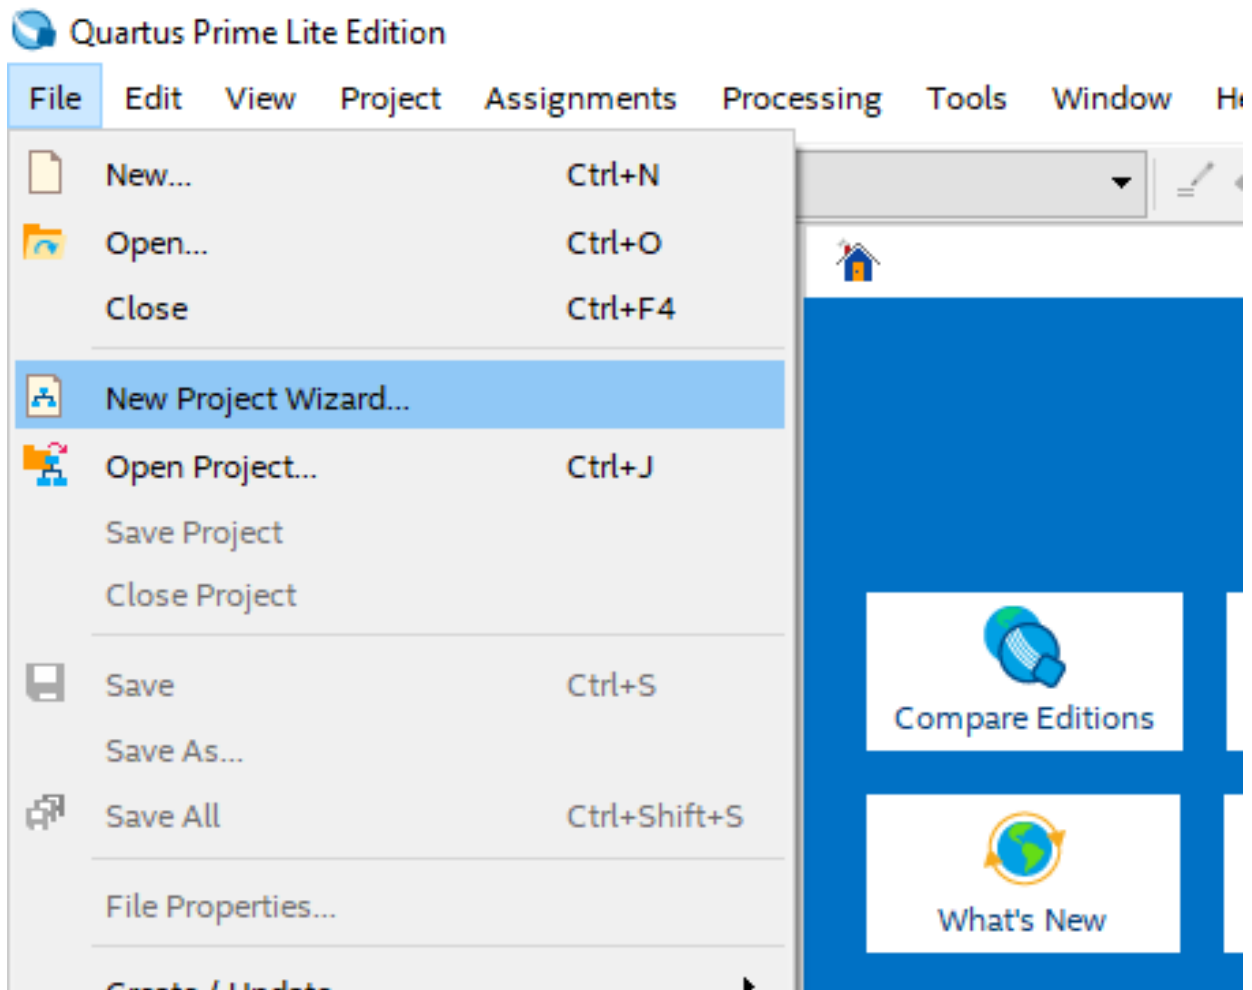 Quartus Prime Lite Edition
File Edit View Project Assignments Processing Tools Window
New... Ctrl+N
Open... Ctrl+O
Close Ctrl+F4
New Project Wizard...
Open Project... Ctrl+J
Save Project
Close Project
Save Ctrl+S
Save As...
Save All Ctrl+Shift+S
File Properties...
Create / Update
Compare Editions
What's New